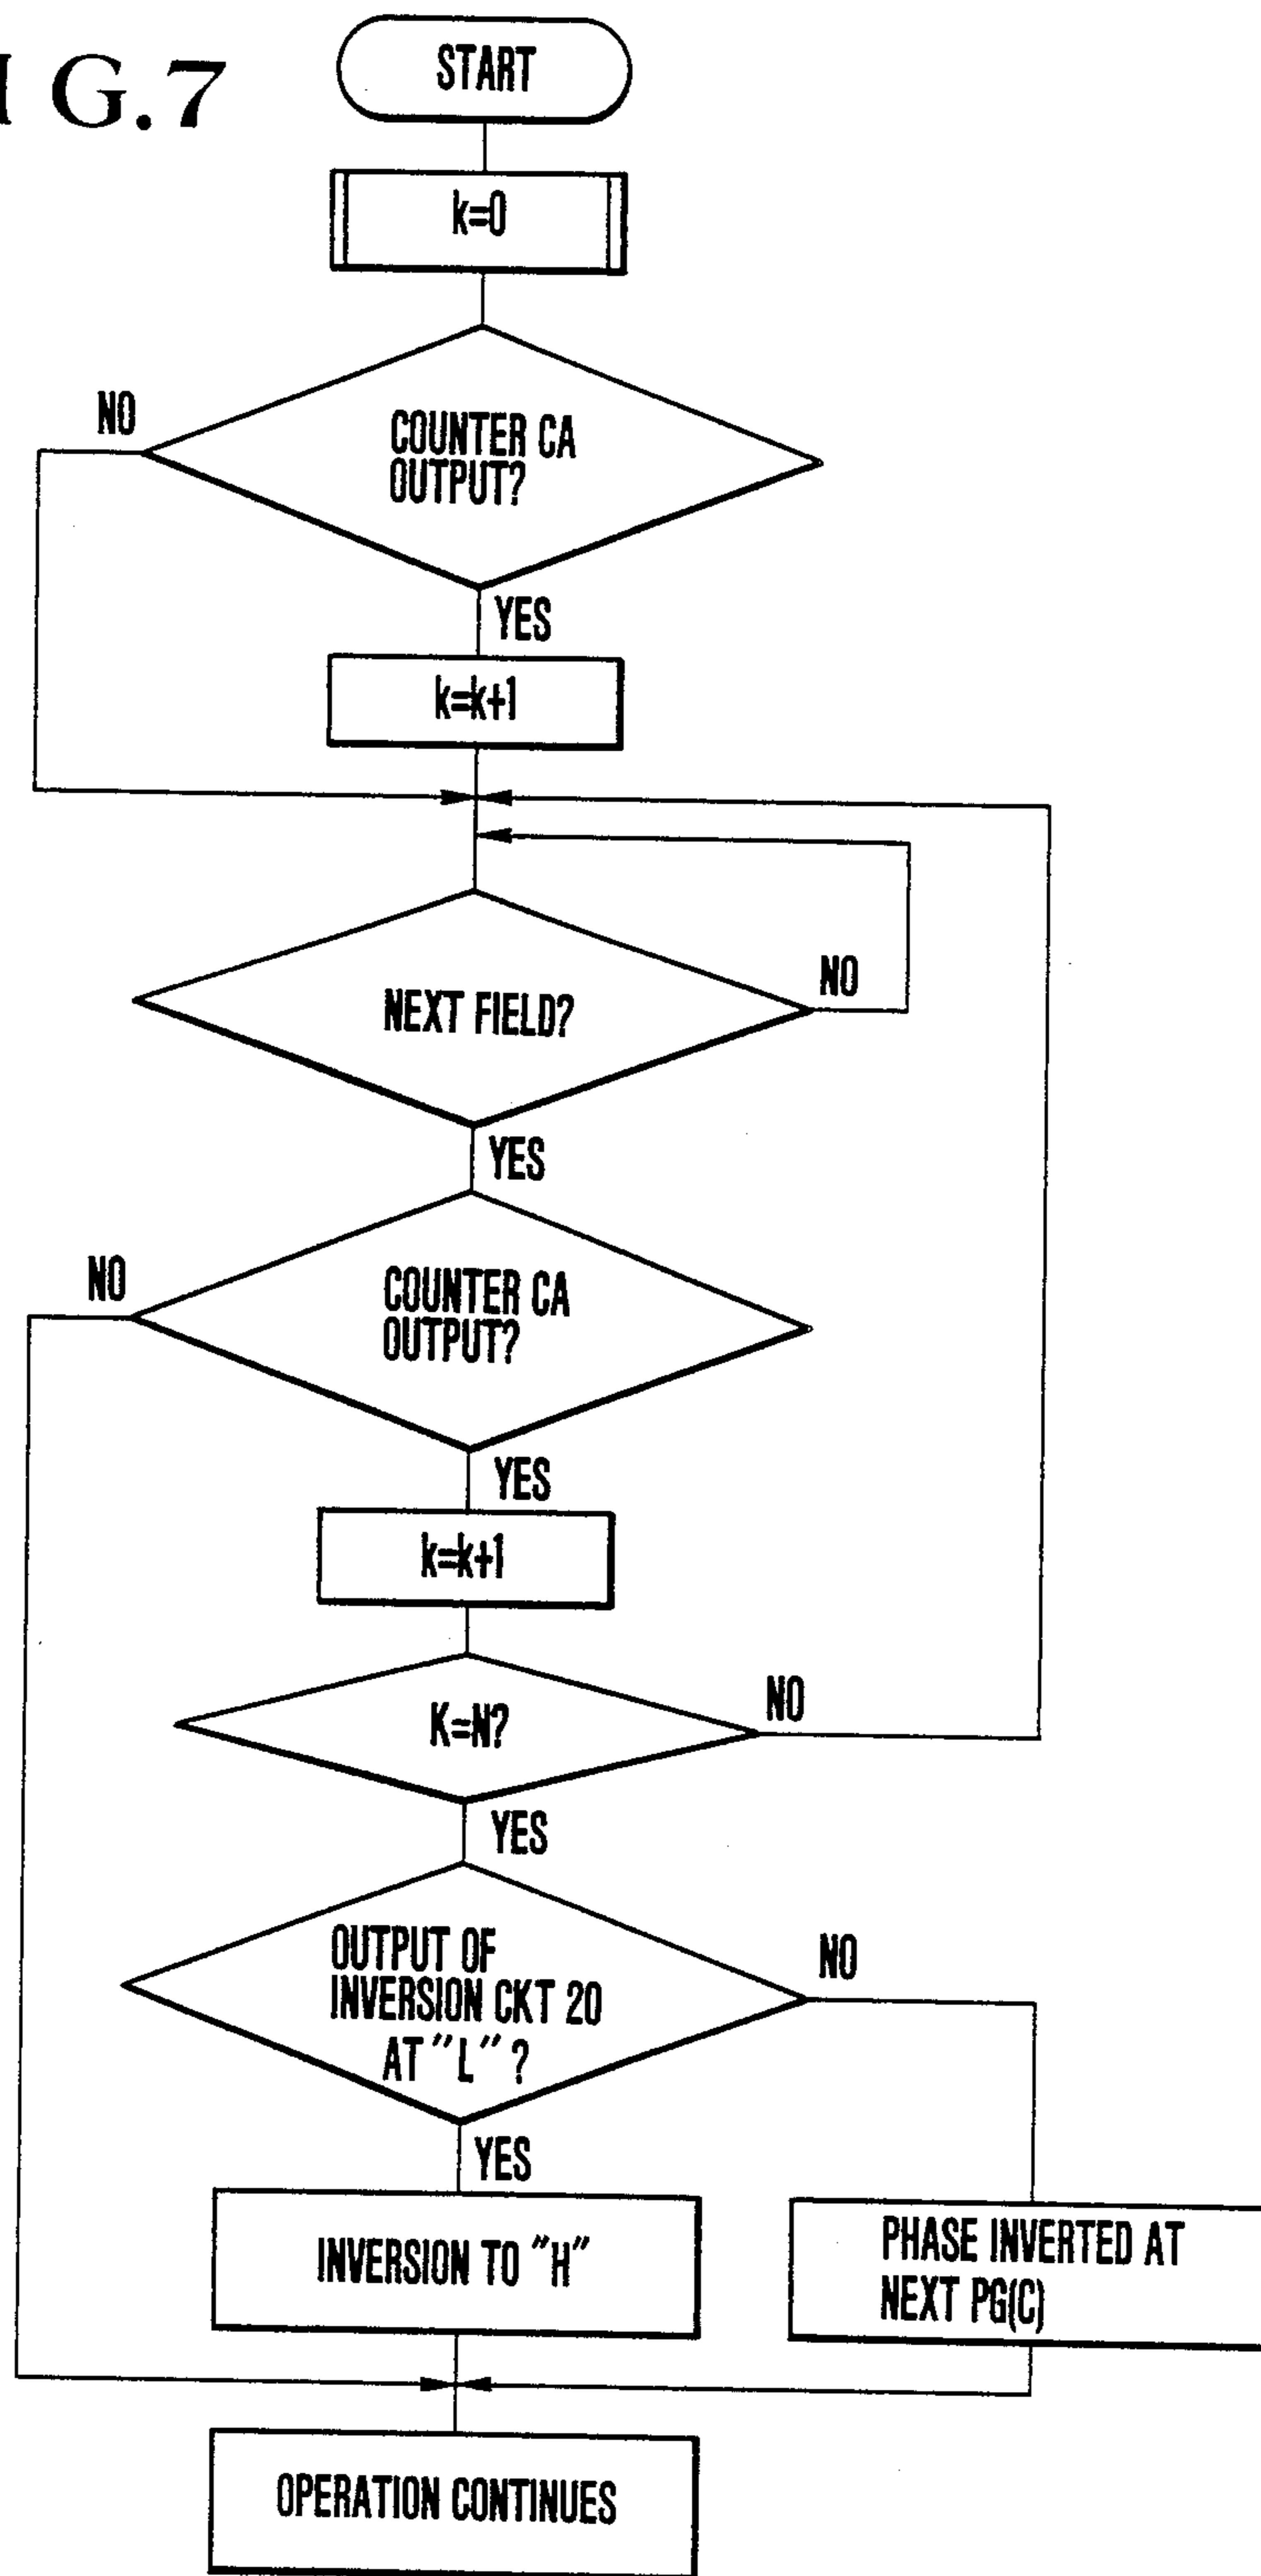 I G.7
START
k=0
NO
COUNTER CA
OUTPUT?
YES
k=k+1
NEXT FIELD?
NO
YES
NO
COUNTER CA
OUTPUT?
YES
k=k+1
K=N?
NO
YES
OUTPUT OF
INVERSION CKT 20
AT "L" ?
NO
YES
INVERSION TO "H"
PHASE INVERTED AT
NEXT PG(C)
OPERATION CONTINUES